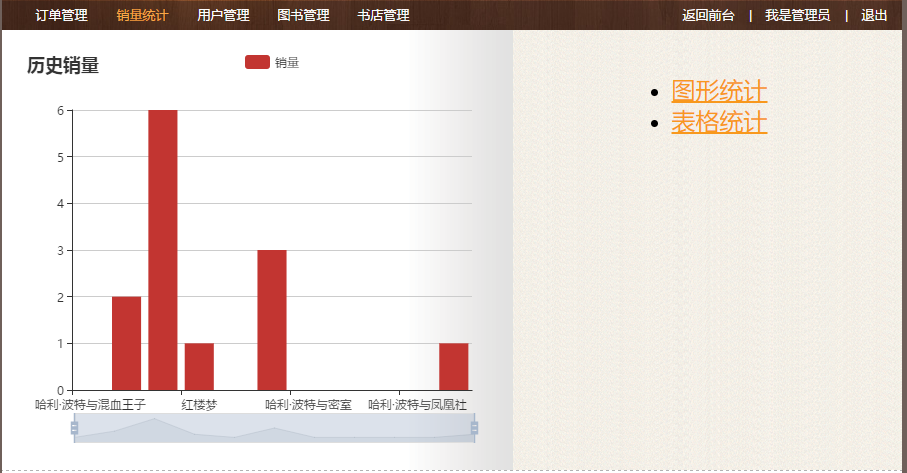 订单管理 销量统计 用户管理 图书管理 书店管理 返回前台 | 我是管理员 | 退出
历史销量
销量
图形统计
表格统计
6
5
4
3
2
1
0
哈利·波特与混血王子 红楼梦 哈利·波特与密室 哈利·波特与凤凰社